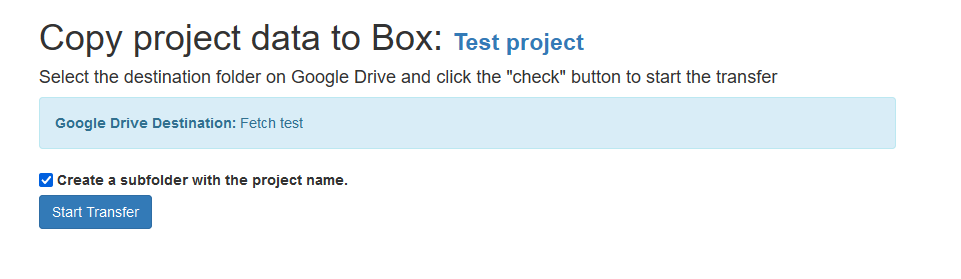 Copy project data to Box: Test project
Select the destination folder on Google Drive and click the "check" button to start the transfer
Google Drive Destination: Fetch test
Create a subfolder with the project name.
Start Transfer